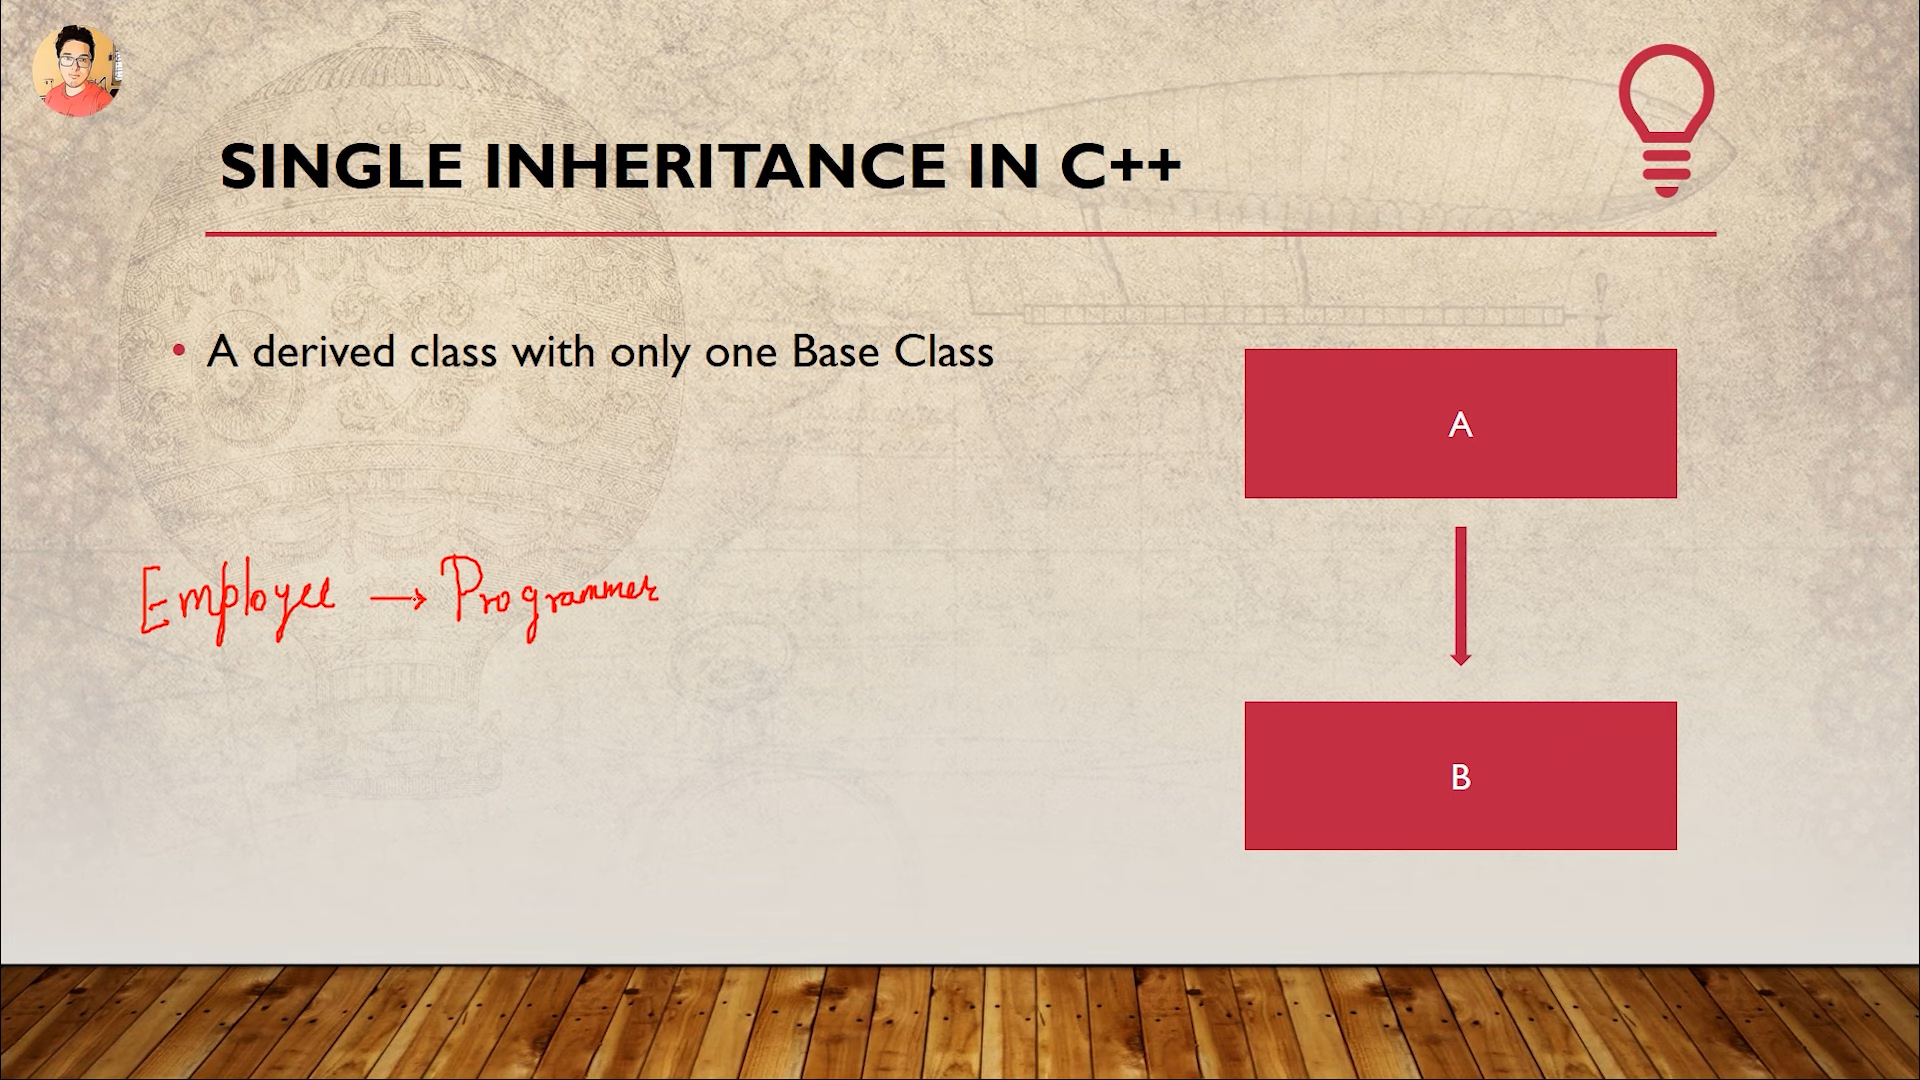 SINGLE INHERITANCE IN C++
• A derived class with only one Base Class
A
Employee → Programmer
B